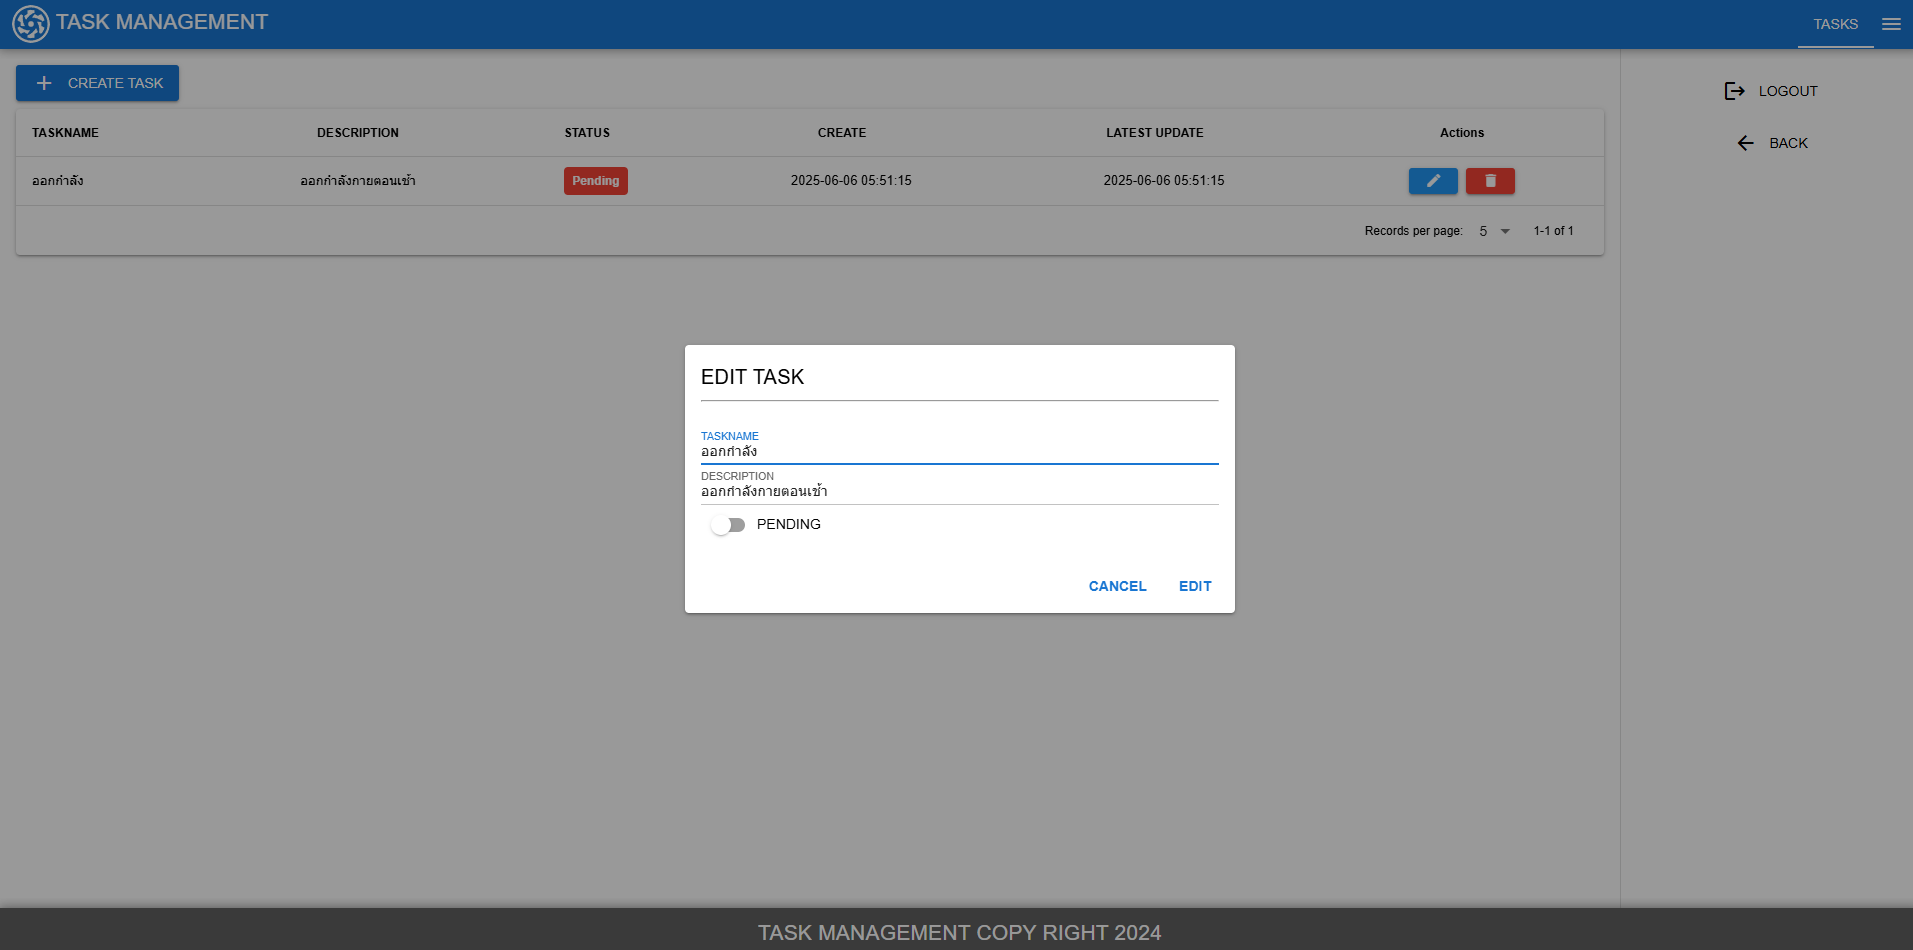 TASK MANAGEMENT
TASKS
CREATE TASK
LOGOUT
BACK
TASKNAME DESCRIPTION STATUS CREATE LATEST UPDATE Actions
ออกกำลัง ออกกำลังกายตอนเช้า Pending 2025-06-06 05:51:15 2025-06-06 05:51:15
Records per page: 5 1-1 of 1
EDIT TASK
TASKNAME
ออกกำลัง
DESCRIPTION
ออกกำลังกายตอนเช้า
PENDING
CANCEL EDIT
TASK MANAGEMENT COPY RIGHT 2024